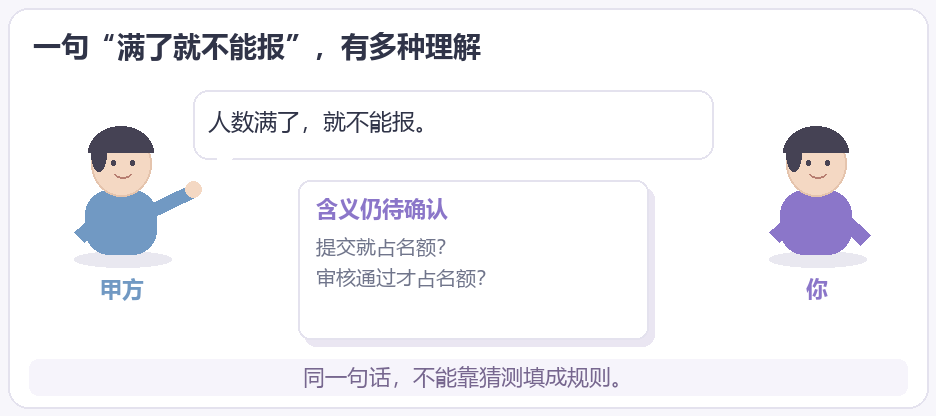 一句“满了就不能报”，有多种理解
人数满了，就不能报。
含义仍待确认
提交就占名额？
审核通过才占名额？
甲方
你
同一句话，不能靠猜测填成规则。